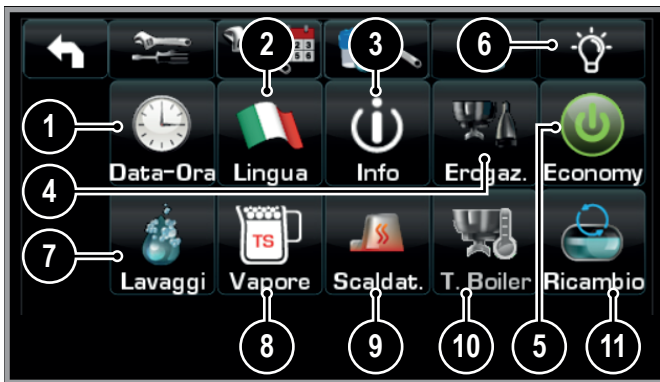 2 3 6
1 Data-Ora Lingua Info Erogaz. Economy
4
7 Lavaggi Vapore TS Scaldat. T. Boiler Ricambio
8 9 10 5 11